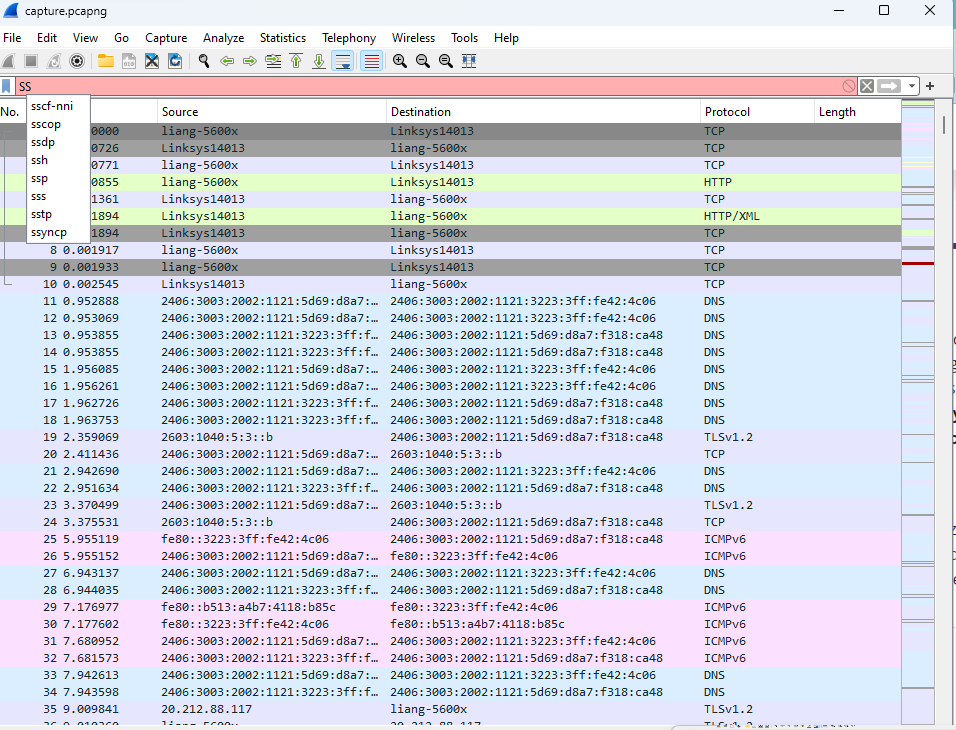 capture.pcapng
File Edit View Go Capture Analyze Statistics Telephony Wireless Tools Help
SS
sscf-nni
sscop
ssdp
ssh
ssp
sss
sstp
ssyncp
No. Source Destination Protocol Length
0000 liang-5600x Linksys14013 TCP
0726 Linksys14013 liang-5600x TCP
0771 liang-5600x Linksys14013 TCP
0855 liang-5600x Linksys14013 HTTP
1361 Linksys14013 liang-5600x TCP
1894 Linksys14013 liang-5600x HTTP/XML
1894 Linksys14013 liang-5600x TCP
8 0.001917 liang-5600x Linksys14013 TCP
9 0.001933 liang-5600x Linksys14013 TCP
10 0.002545 Linksys14013 liang-5600x TCP
11 0.952888 2406:3003:2002:1121:5d69:d8a7:… 2406:3003:2002:1121:3223:3ff:fe42:4c06 DNS
12 0.953069 2406:3003:2002:1121:5d69:d8a7:… 2406:3003:2002:1121:3223:3ff:fe42:4c06 DNS
13 0.953855 2406:3003:2002:1121:3223:3ff:f… 2406:3003:2002:1121:5d69:d8a7:f318:ca48 DNS
14 0.953855 2406:3003:2002:1121:3223:3ff:f… 2406:3003:2002:1121:5d69:d8a7:f318:ca48 DNS
15 1.956085 2406:3003:2002:1121:5d69:d8a7:… 2406:3003:2002:1121:3223:3ff:fe42:4c06 DNS
16 1.956261 2406:3003:2002:1121:5d69:d8a7:… 2406:3003:2002:1121:3223:3ff:fe42:4c06 DNS
17 1.962726 2406:3003:2002:1121:3223:3ff:f… 2406:3003:2002:1121:5d69:d8a7:f318:ca48 DNS
18 1.963753 2406:3003:2002:1121:3223:3ff:f… 2406:3003:2002:1121:5d69:d8a7:f318:ca48 DNS
19 2.359069 2603:1040:5:3::b 2406:3003:2002:1121:5d69:d8a7:f318:ca48 TLSv1.2
20 2.411436 2406:3003:2002:1121:5d69:d8a7:… 2603:1040:5:3::b TCP
21 2.942690 2406:3003:2002:1121:5d69:d8a7:… 2406:3003:2002:1121:3223:3ff:fe42:4c06 DNS
22 2.951634 2406:3003:2002:1121:3223:3ff:f… 2406:3003:2002:1121:5d69:d8a7:f318:ca48 DNS
23 3.370499 2406:3003:2002:1121:5d69:d8a7:… 2603:1040:5:3::b TLSv1.2
24 3.375531 2603:1040:5:3::b 2406:3003:2002:1121:5d69:d8a7:f318:ca48 TCP
25 5.955119 fe80::3223:3ff:fe42:4c06 2406:3003:2002:1121:5d69:d8a7:f318:ca48 ICMPv6
26 5.955152 2406:3003:2002:1121:5d69:d8a7:… fe80::3223:3ff:fe42:4c06 ICMPv6
27 6.943137 2406:3003:2002:1121:5d69:d8a7:… 2406:3003:2002:1121:3223:3ff:fe42:4c06 DNS
28 6.944035 2406:3003:2002:1121:3223:3ff:f… 2406:3003:2002:1121:5d69:d8a7:f318:ca48 DNS
29 7.176977 fe80::b513:a4b7:4118:b85c fe80::3223:3ff:fe42:4c06 ICMPv6
30 7.177602 fe80::3223:3ff:fe42:4c06 fe80::b513:a4b7:4118:b85c ICMPv6
31 7.680952 2406:3003:2002:1121:5d69:d8a7:… 2406:3003:2002:1121:3223:3ff:fe42:4c06 ICMPv6
32 7.681573 2406:3003:2002:1121:3223:3ff:f… 2406:3003:2002:1121:5d69:d8a7:f318:ca48 ICMPv6
33 7.942613 2406:3003:2002:1121:5d69:d8a7:… 2406:3003:2002:1121:3223:3ff:fe42:4c06 DNS
34 7.943598 2406:3003:2002:1121:3223:3ff:f… 2406:3003:2002:1121:5d69:d8a7:f318:ca48 DNS
35 9.009841 20.212.88.117 liang-5600x TLSv1.2